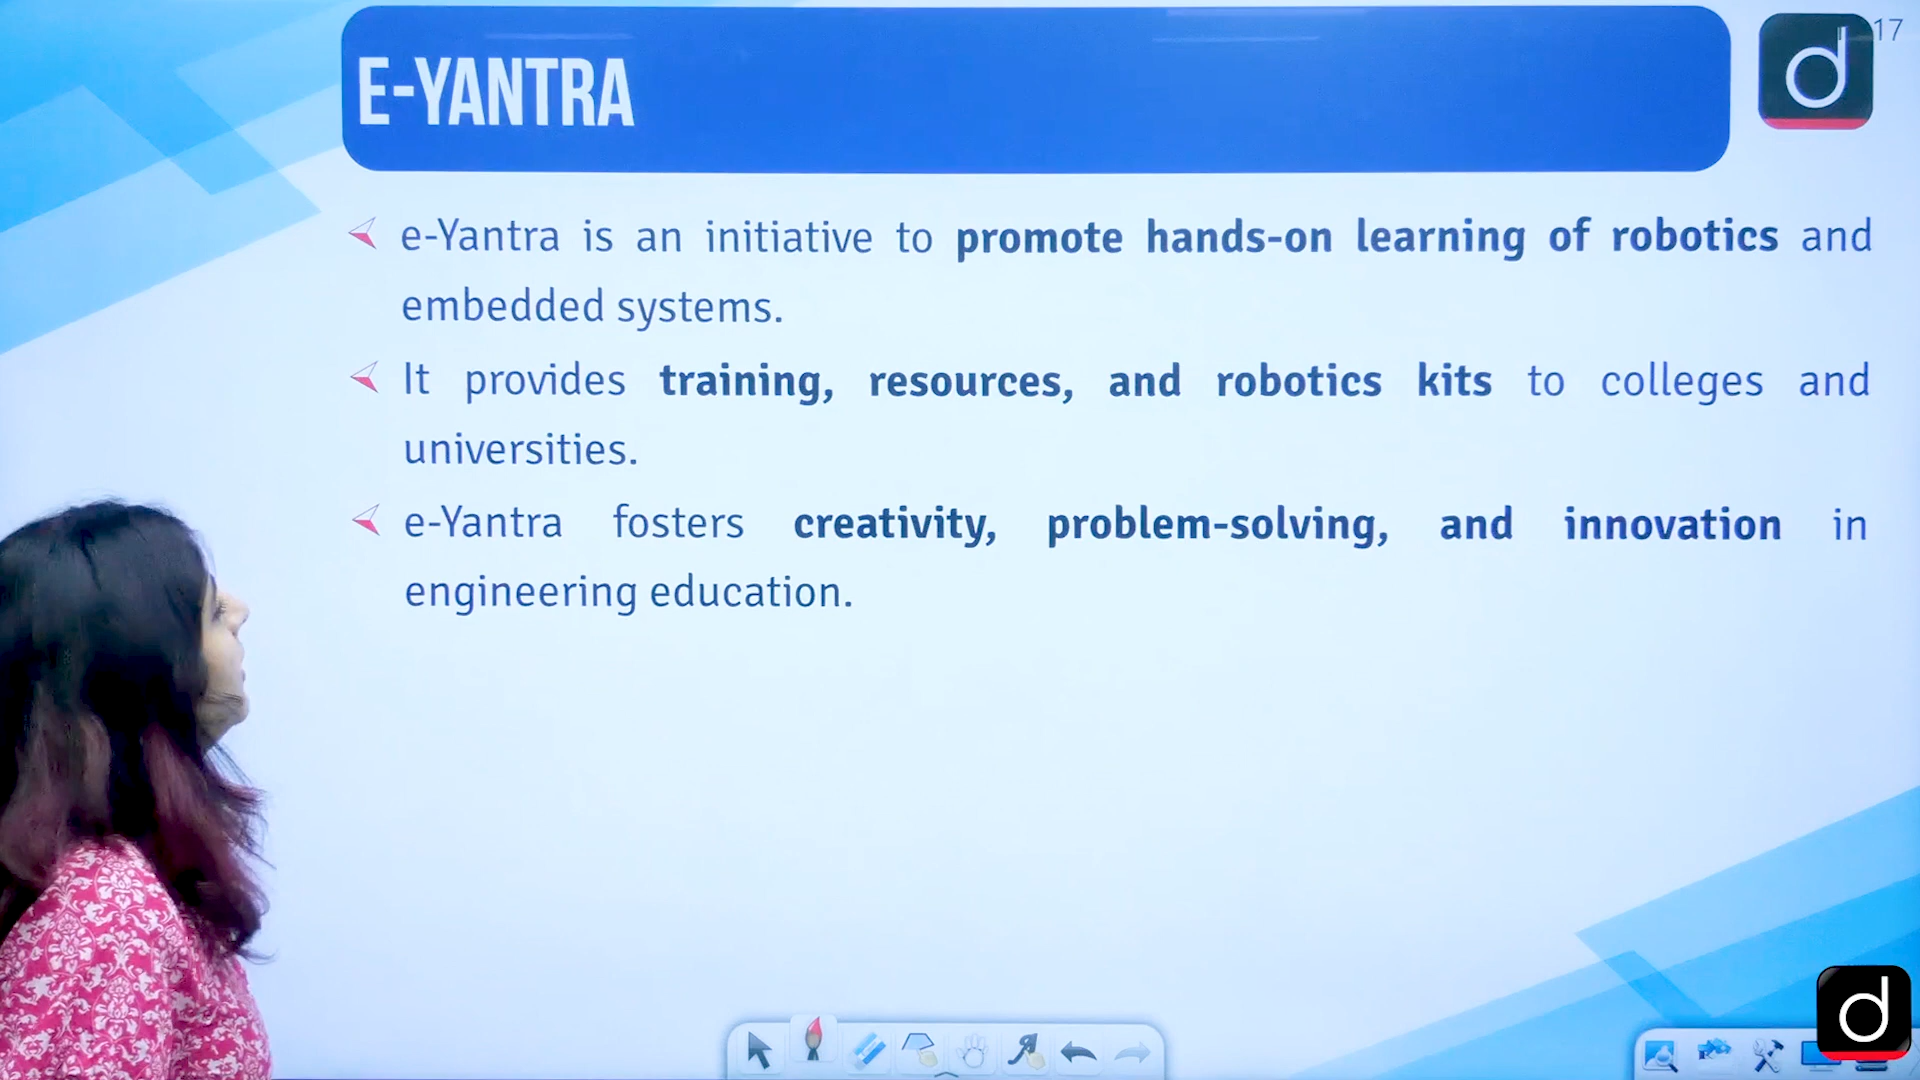 E-YANTRA
17
e-Yantra is an initiative to promote hands-on learning of robotics and
embedded systems.
It provides training, resources, and robotics kits to colleges and
universities.
e-Yantra fosters creativity, problem-solving, and innovation in
engineering education.
d
d